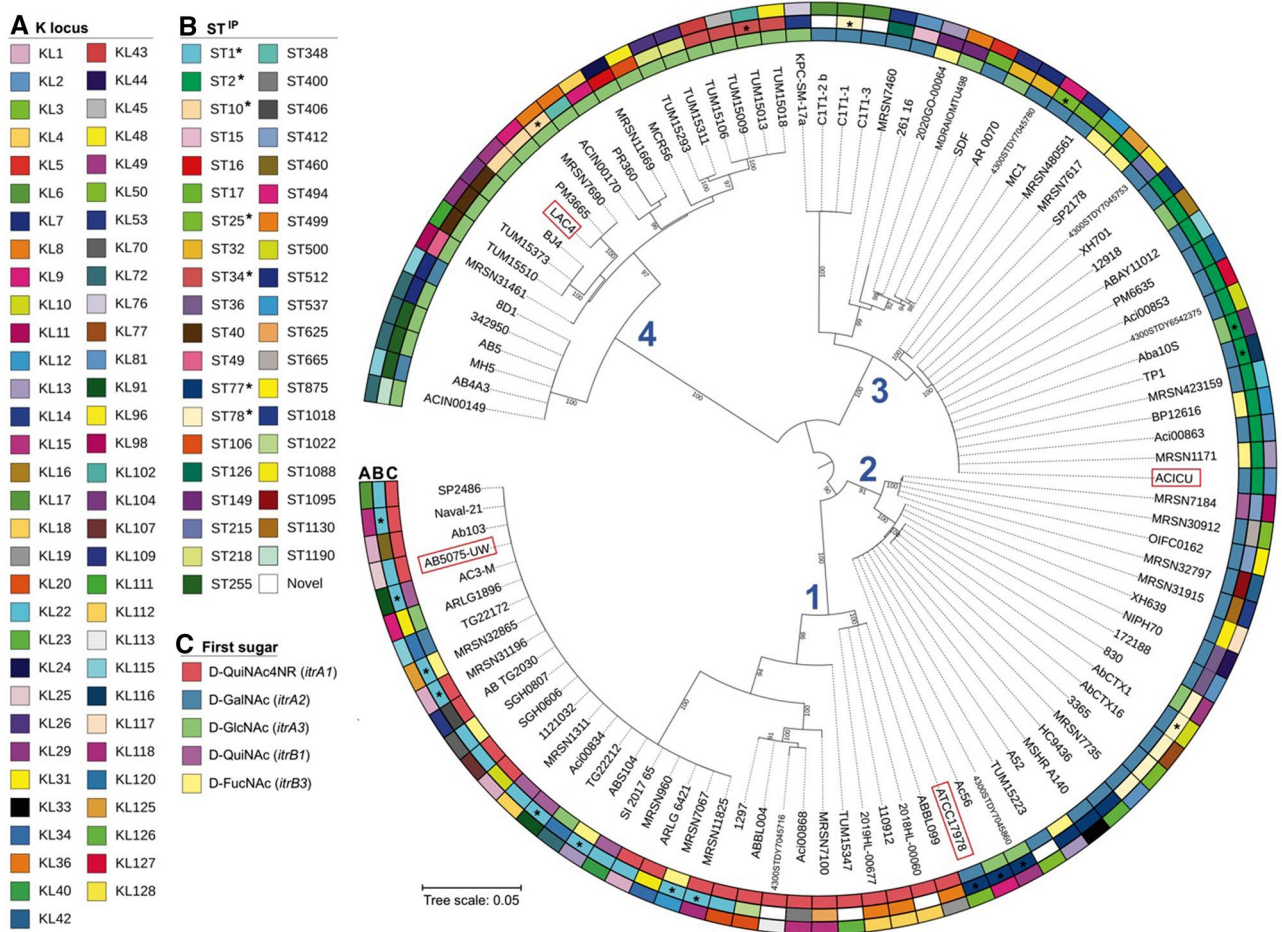 A K locus
KL1
KL2
KL3
KL4
KL5
KL6
KL7
KL8
KL9
KL10
KL11
KL12
KL13
KL14
KL15
KL16
KL17
KL18
KL19
KL20
KL22
KL23
KL24
KL25
KL26
KL29
KL31
KL33
KL34
KL36
KL40
KL42
KL43
KL44
KL45
KL48
KL49
KL50
KL53
KL70
KL72
KL76
KL77
KL81
KL91
KL96
KL98
KL102
KL104
KL107
KL109
KL111
KL112
KL113
KL115
KL116
KL117
KL118
KL120
KL125
KL126
KL127
KL128
B ST IP
ST1*
ST2*
ST10*
ST15
ST16
ST17
ST25*
ST32
ST34*
ST36
ST40
ST49
ST77*
ST78*
ST106
ST126
ST149
ST215
ST218
ST255
ST348
ST400
ST406
ST412
ST460
ST494
ST499
ST500
ST512
ST537
ST625
ST665
ST875
ST1018
ST1022
ST1088
ST1095
ST1130
ST1190
Novel
C First sugar
D-QuiNAc4NR (itrA1)
D-GalNAc (itrA2)
D-GlcNAc (itrA3)
D-QuiNAc (itrB1)
D-FucNAc (itrB3)
ACIN00149
AB4A3
MH5
AB5
342950
8D1
MRSN31461
TUM15510
TUM15373
BJ4
LAC4
PM3665
MRSN7690
ACIN00170
PR360
MRSN11669
MCR56
TUM15293
TUM15311
TUM15106
TUM15009
TUM15013
TUM15018
KPC-SM-17a
C1T1-2 b
C1T1-1
C1T1-3
MRSN7460
261 16
2020GO-00064
MDRAIOMTU498
SDF
AR 0070
4300STDY7045780
MC1
MRSN480561
MRSN7617
SP2178
4300STDY7045753
XH701
12918
ABAY11012
PM6635
Aci00853
4300STDY6542375
Aba10S
TP1
MRSN423159
BP12616
Aci00863
MRSN1171
ACICU
MRSN7184
MRSN30912
OIFC0162
MRSN32797
MRSN31915
XH639
NIPH70
172188
830
AbCTX1
AbCTX16
3365
MRSN7735
HC9436
MSHR A140
A52
TUM15223
4300STDY7045860
Ac56
ATCC17978
ABBL099
2018HL-00060
110912
2019HL-00677
TUM15347
MRSN7100
Aci00868
4300STDY7045716
ABBL004
1297
MRSN11825
MRSN7067
ARLG 6421
MRSN960
SI 2017 65
ABS104
TG22212
Aci00834
MRSN1311
1121032
SGH0606
SGH0807
AB TG2030
MRSN31196
MRSN32865
TG22172
ARLG1896
AC3-M
AB5075-UW
Ab103
Naval-21
SP2486
A B C
1
2
3
4
Tree scale: 0.05